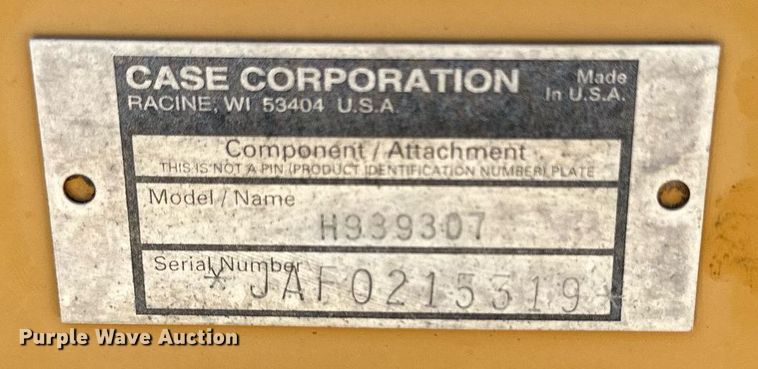 CASE CORPORATION
RACINE, WI 53404 U.S.A.
Made
In U.S.A.
Component / Attachment
THIS IS NOT A PIN (PRODUCT IDENTIFICATION NUMBER) PLATE
Model / Name
H939307
Serial Number
*JAF0215319*
Purple Wave Auction